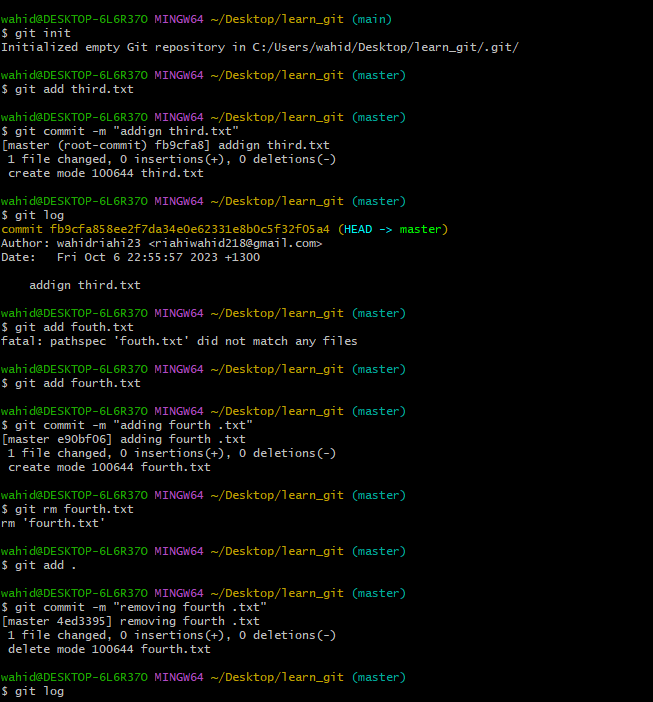 wahid@DESKTOP-6L6R37O MINGW64 ~/Desktop/learn_git (main)
$ git init
Initialized empty Git repository in C:/Users/wahid/Desktop/learn_git/.git/
wahid@DESKTOP-6L6R37O MINGW64 ~/Desktop/learn_git (master)
$ git add third.txt
wahid@DESKTOP-6L6R37O MINGW64 ~/Desktop/learn_git (master)
$ git commit -m "addign third.txt"
[master (root-commit) fb9cfa8] addign third.txt
1 file changed, 0 insertions(+), 0 deletions(-)
create mode 100644 third.txt
wahid@DESKTOP-6L6R37O MINGW64 ~/Desktop/learn_git (master)
$ git log
commit fb9cfa858ee2f7da34e0e62331e8b0c5f32f05a4 (HEAD -> master)
Author: wahidriahi23 <riahiwahid218@gmail.com>
Date:   Fri Oct 6 22:55:57 2023 +1300
addign third.txt
wahid@DESKTOP-6L6R37O MINGW64 ~/Desktop/learn_git (master)
$ git add fouth.txt
fatal: pathspec 'fouth.txt' did not match any files
wahid@DESKTOP-6L6R37O MINGW64 ~/Desktop/learn_git (master)
$ git add fourth.txt
wahid@DESKTOP-6L6R37O MINGW64 ~/Desktop/learn_git (master)
$ git commit -m "adding fourth .txt"
[master e90bf06] adding fourth .txt
1 file changed, 0 insertions(+), 0 deletions(-)
create mode 100644 fourth.txt
wahid@DESKTOP-6L6R37O MINGW64 ~/Desktop/learn_git (master)
$ git rm fourth.txt
rm 'fourth.txt'
wahid@DESKTOP-6L6R37O MINGW64 ~/Desktop/learn_git (master)
$ git add .
wahid@DESKTOP-6L6R37O MINGW64 ~/Desktop/learn_git (master)
$ git commit -m "removing fourth .txt"
[master 4ed3395] removing fourth .txt
1 file changed, 0 insertions(+), 0 deletions(-)
delete mode 100644 fourth.txt
wahid@DESKTOP-6L6R37O MINGW64 ~/Desktop/learn_git (master)
$ git log